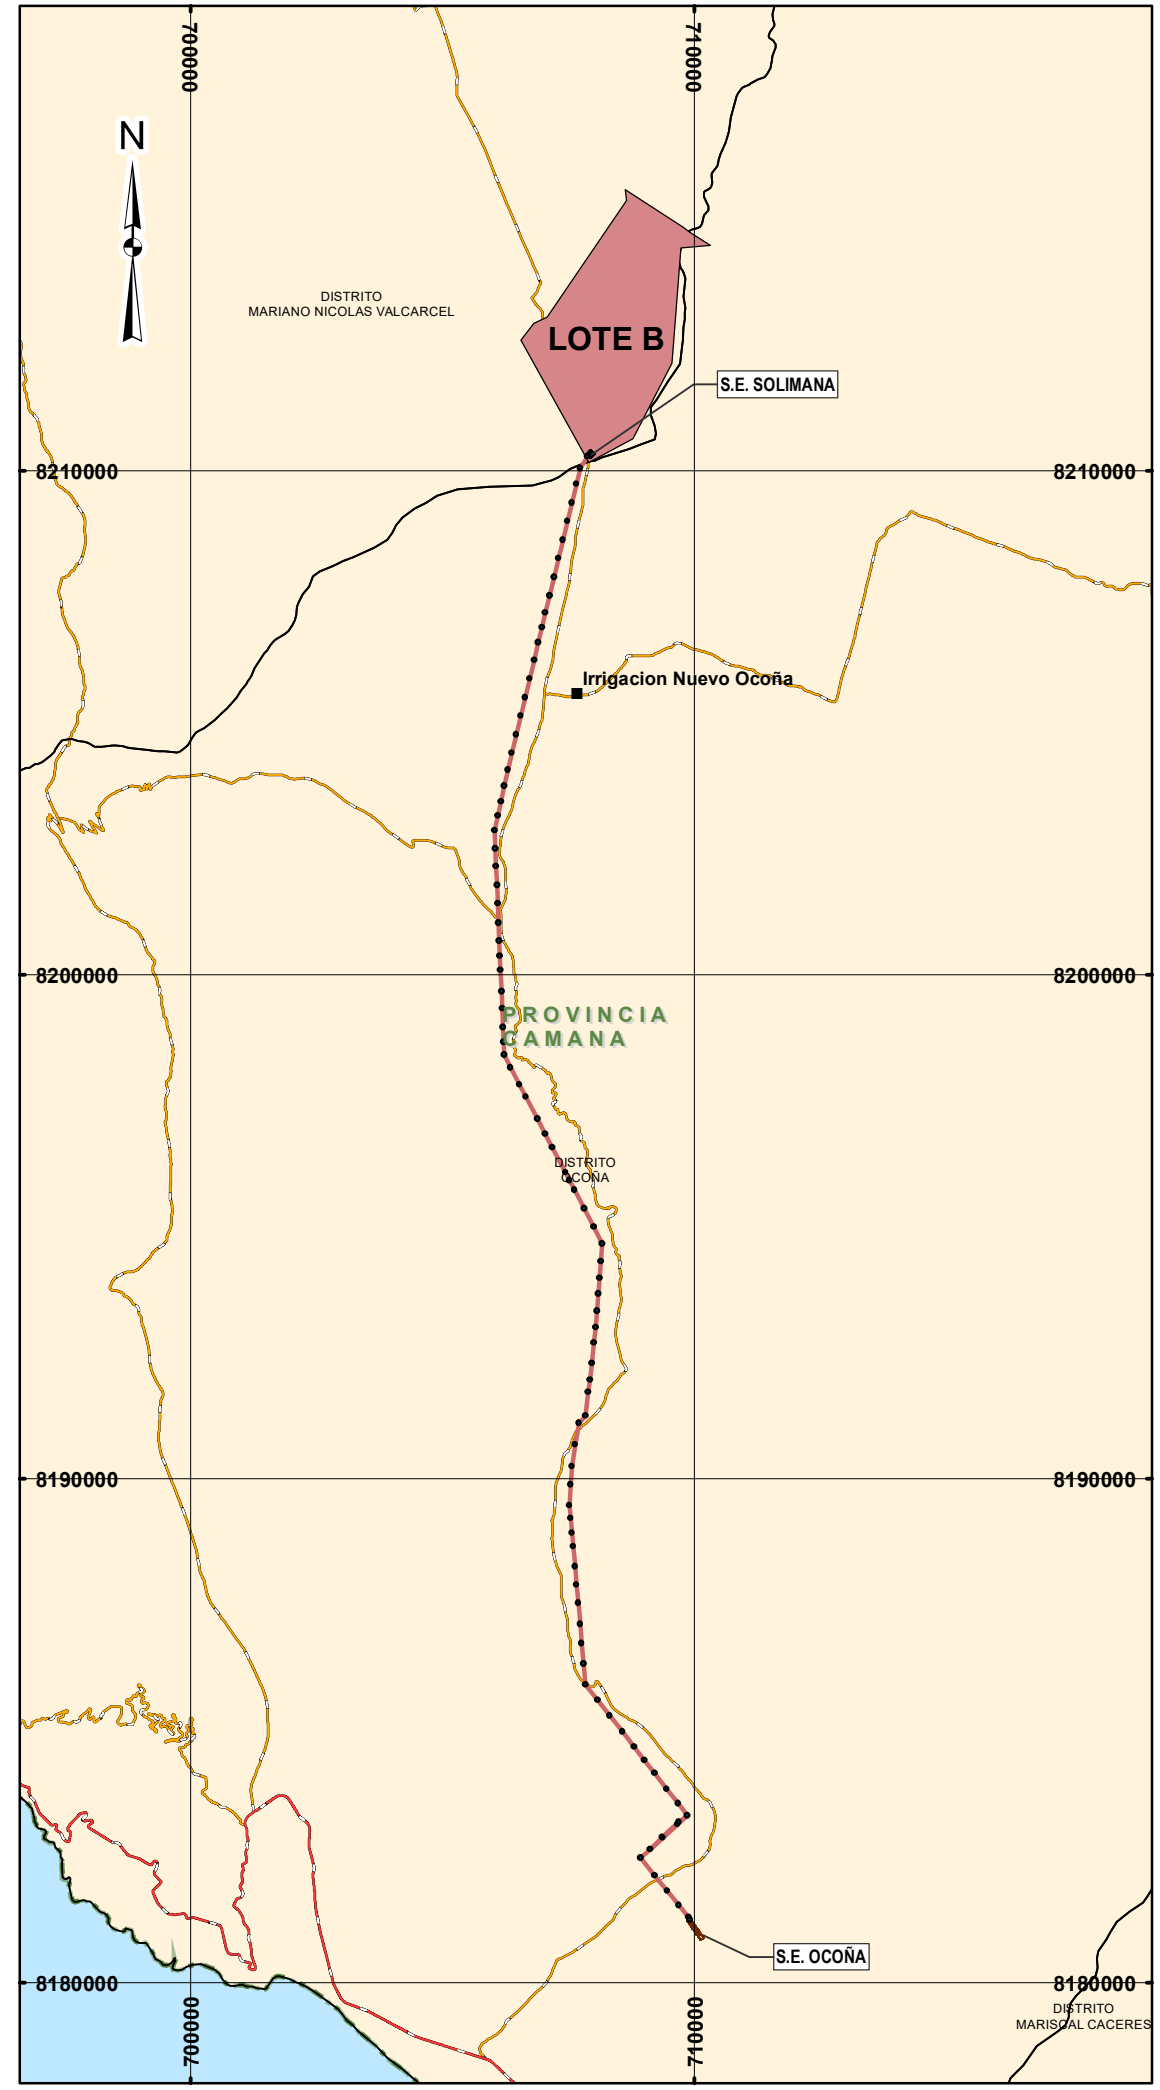 700000
710000
N
DISTRITO
MARIANO NICOLAS VALCARCEL
LOTE B
S.E. SOLIMANA
8210000
8210000
Irrigacion Nuevo Ocoña
8200000
8200000
PROVINCIA
CAMANA
DISTRITO
OCOÑA
8190000
8190000
S.E. OCOÑA
8180000
8180000
DISTRITO
MARISCAL CACERES
700000
710000